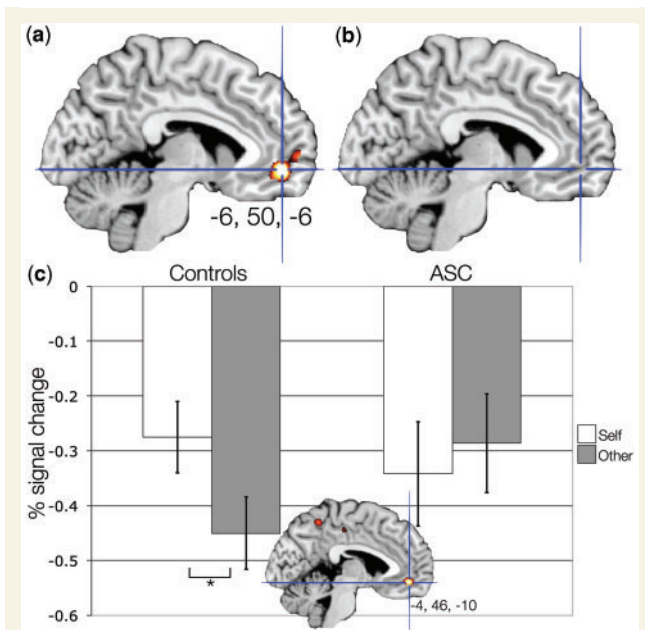 (a)
(b)
-6, 50, -6
(c)
Controls
ASC
0
-0.1
-0.2
-0.3
-0.4
-0.5
-0.6
% signal change
Self
Other
*
-4, 46, -10